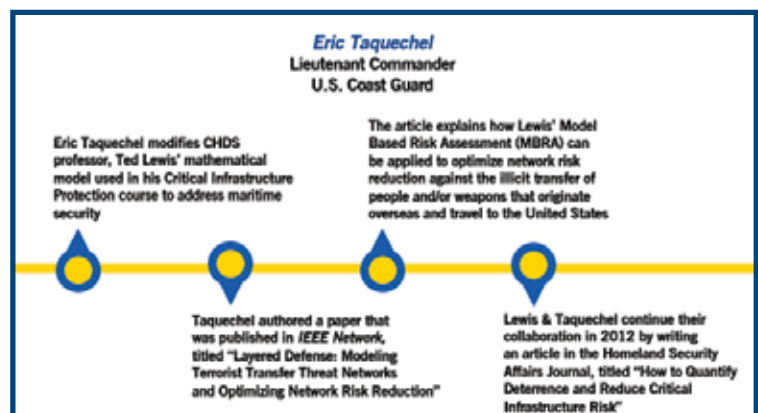 Eric Taquechel
Lieutenant Commander
U.S. Coast Guard
Eric Taquechel modifies CHDS
professor, Ted Lewis' mathematical
model used in his Critical Infrastructure
Protection course to address maritime
security
Taquechel authored a paper that
was published in IEEE Network,
titled "Layered Defense: Modeling
Terrorist Transfer Threat Networks
and Optimizing Network Risk Reduction"
The article explains how Lewis' Model
Based Risk Assessment (MBRA) can
be applied to optimize network risk
reduction against the illicit transfer of
people and/or weapons that originate
overseas and travel to the United States
Lewis & Taquechel continue their
collaboration in 2012 by writing
an article in the Homeland Security
Affairs Journal, titled "How to Quantify
Deterrence and Reduce Critical
Infrastructure Risk"